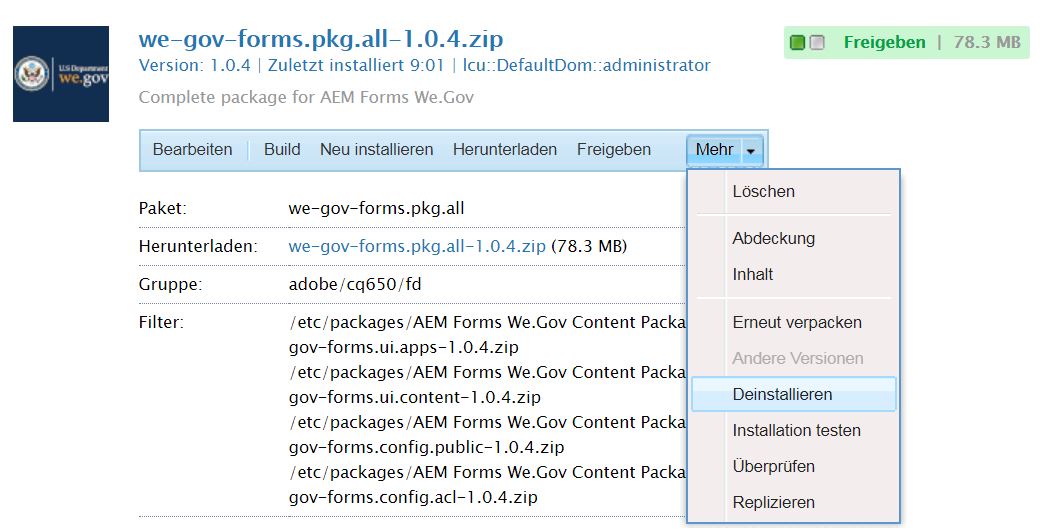 we-gov-forms.pkg.all-1.0.4.zip
Freigeben | 78.3 MB
U.S Department
we.gov
Version: 1.0.4 | Zuletzt installiert 9:01 | lcu::DefaultDom::administrator
Complete package for AEM Forms We.Gov
Bearbeiten | Build Neu installieren Herunterladen Freigeben Mehr
Löschen
Abdeckung
Inhalt
Erneut verpacken
Andere Versionen
Deinstallieren
Installation testen
Überprüfen
Replizieren
Paket: we-gov-forms.pkg.all
Herunterladen: we-gov-forms.pkg.all-1.0.4.zip (78.3 MB)
Gruppe: adobe/cq650/fd
Filter: /etc/packages/AEM Forms We.Gov Content Packa
gov-forms.ui.apps-1.0.4.zip
/etc/packages/AEM Forms We.Gov Content Packa
gov-forms.ui.content-1.0.4.zip
/etc/packages/AEM Forms We.Gov Content Packa
gov-forms.config.public-1.0.4.zip
/etc/packages/AEM Forms We.Gov Content Packa
gov-forms.config.acl-1.0.4.zip